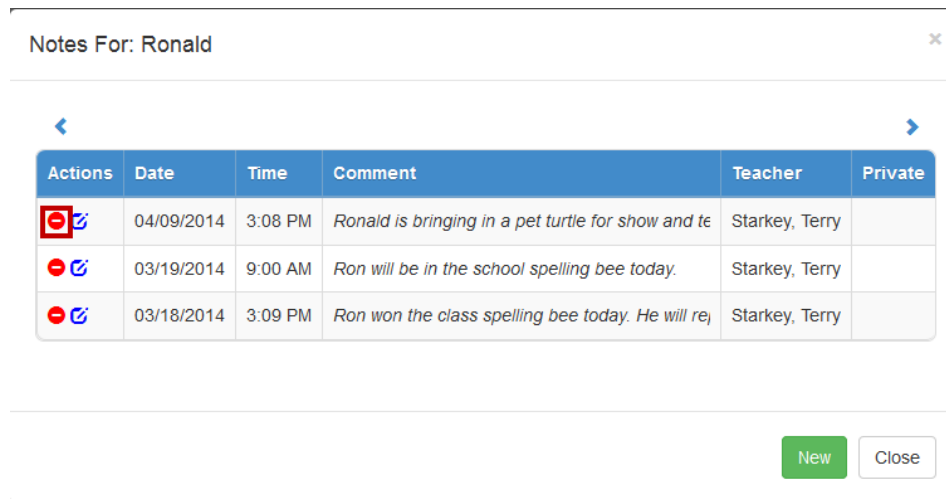 Notes For: Ronald
Actions Date Time Comment Teacher Private
04/09/2014 3:08 PM Ronald is bringing in a pet turtle for show and te Starkey, Terry
03/19/2014 9:00 AM Ron will be in the school spelling bee today. Starkey, Terry
03/18/2014 3:09 PM Ron won the class spelling bee today. He will rep Starkey, Terry
New Close